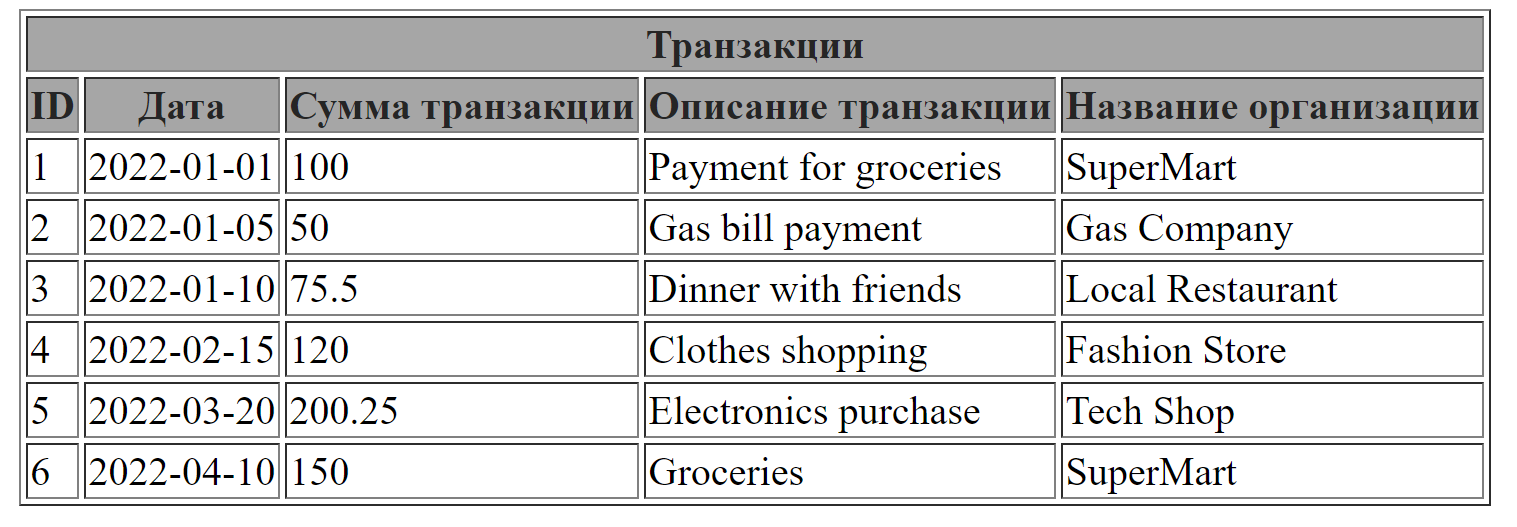 Транзакции
ID Дата Сумма транзакции Описание транзакции Название организации
1 2022-01-01 100 Payment for groceries SuperMart
2 2022-01-05 50 Gas bill payment Gas Company
3 2022-01-10 75.5 Dinner with friends Local Restaurant
4 2022-02-15 120 Clothes shopping Fashion Store
5 2022-03-20 200.25 Electronics purchase Tech Shop
6 2022-04-10 150 Groceries SuperMart